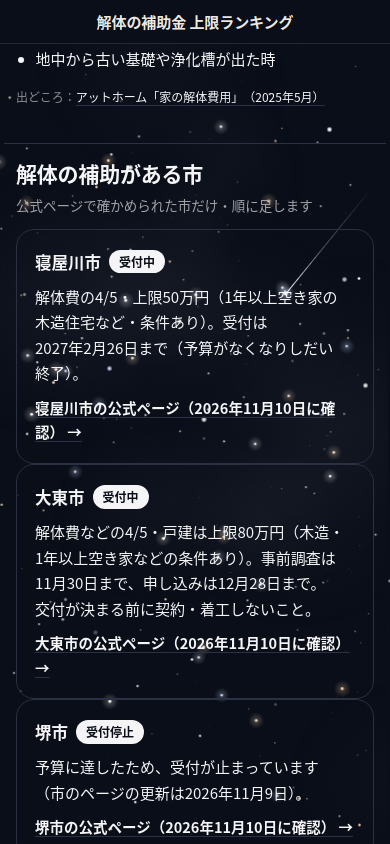 解体の補助金 上限ランキング
• 地中から古い基礎や浄化槽が出た時
・出どころ：アットホーム「家の解体費用」（2025年5月）
解体の補助がある市
公式ページで確かめられた市だけ・順に足します・
寝屋川市 受付中
解体費の4/5・上限50万円（1年以上空き家の
木造住宅など・条件あり）。受付は
2027年2月26日まで（予算がなくなりしだい
終了）。
寝屋川市の公式ページ（2026年11月10日に確
認） →
大東市 受付中
解体費などの4/5・戸建は上限80万円（木造・
1年以上空き家などの条件あり）。事前調査は
11月30日まで、申し込みは12月28日まで。
交付が決まる前に契約・着工しないこと。
大東市の公式ページ（2026年11月10日に確認）
→
堺市 受付停止
予算に達したため、受付が止まっています
（市のページの更新は2026年11月9日）。
堺市の公式ページ（2026年11月10日に確認） →